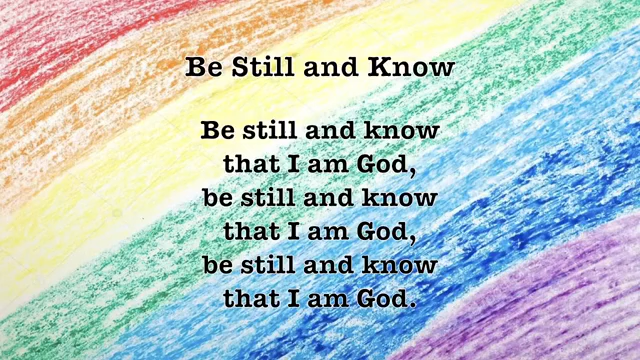 Be Still and Know
Be still and know
that I am God,
be still and know
that I am God,
be still and know
that I am God.